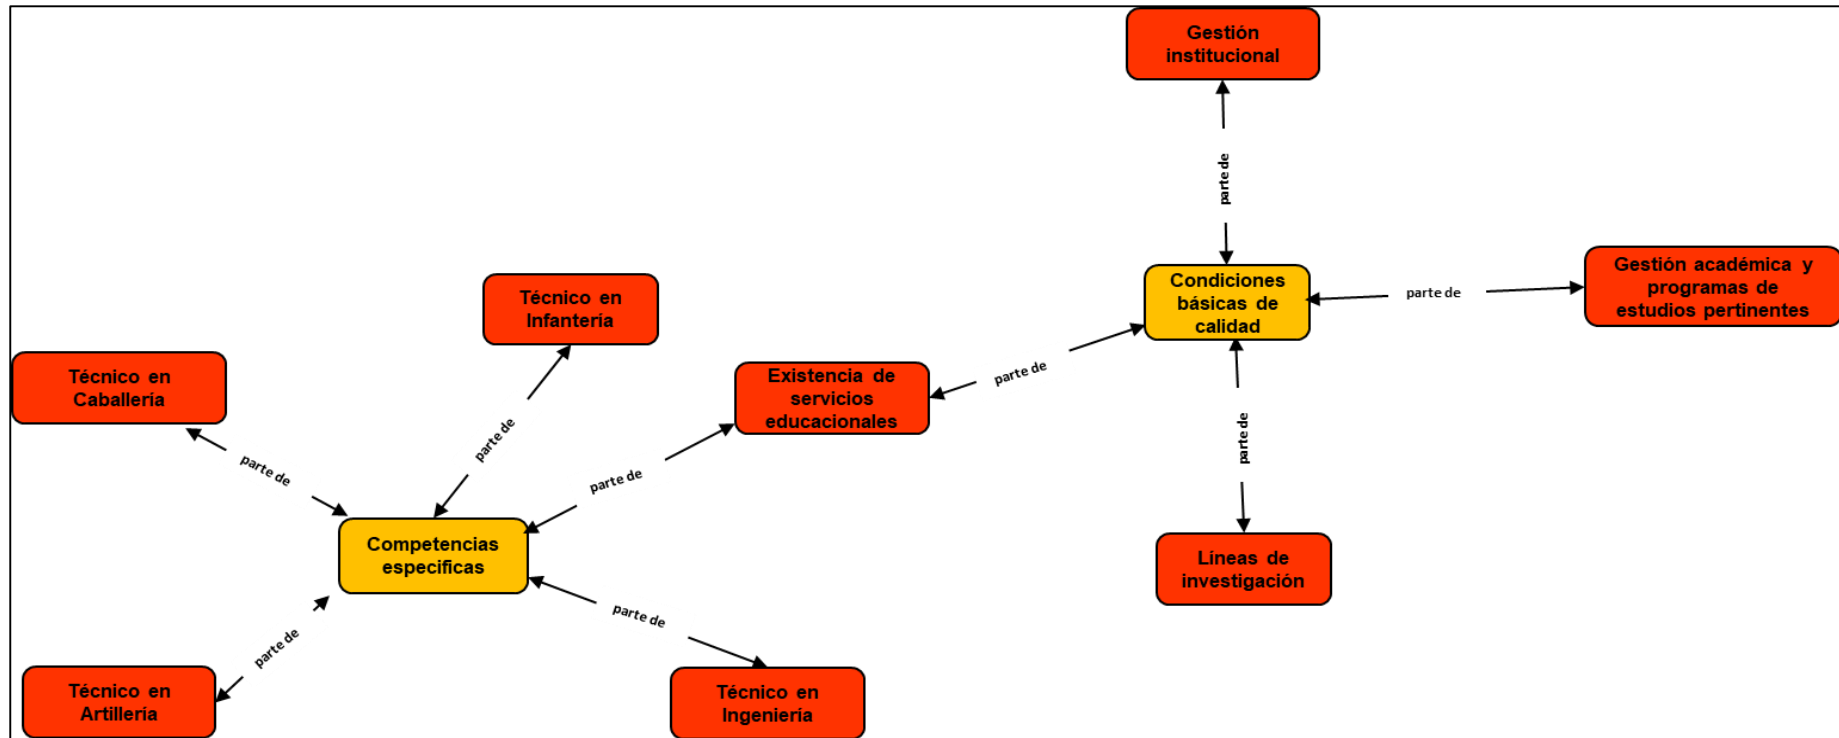 Gestión
institucional
parte de
Condiciones
básicas de
calidad
parte de
Gestión académica y
programas de
estudios pertinentes
Técnico en
Infantería
Técnico en
Caballería
Existencia de
servicios
educacionales
parte de
parte de
parte de
parte de
parte de
Competencias
especificas
Líneas de
investigación
parte de
parte de
Técnico en
Artillería
Técnico en
Ingeniería